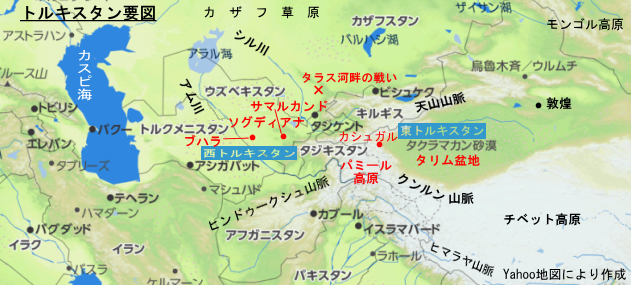 トルキスタン要図
カザフ草原
カザフスタン
ザイサン湖
モンゴル高原
アストラハン
アラル海
シル川
バルハシ湖
カスピ海
ウズベキスタン
タラス河畔の戦い
×
烏魯木斉／ウルムチ
アム川
サマルカンド
ビシュケク
天山山脈
敦煌
トビリシ
ソグディアナ
キルギス
バクー
トルクメニスタン
タシケント
カシュガル
東トルキスタン
エレバン
ブハラ
タクラマカン砂漠
西トルキスタン
タジキスタン
タリム盆地
タブリーズ
アシガバット
パミール
高原
テヘラン
マシュハド
ヒンドゥークシュ山脈
クンルン山脈
ハマダーン
カブール
チベット高原
バグダッド
イスラマバード
イラク
イラン
アフガニスタン
ヒマラヤ山脈
ラホール
バスラ
ケルマーン
パキスタン
Yahoo地図により作成